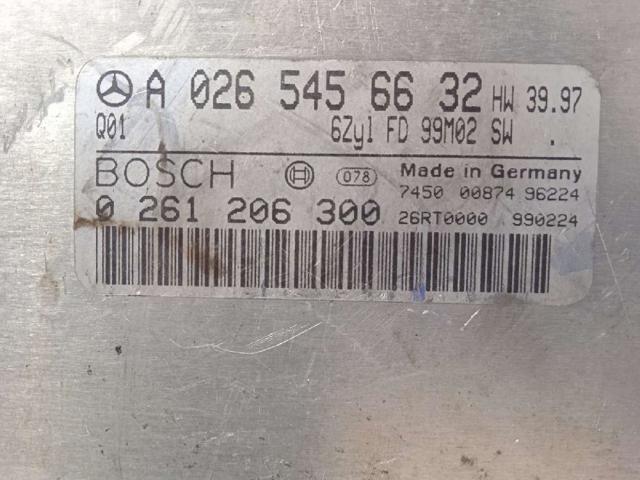 A 026 545 66 32 HW 39.97
Q01 6Zyl FD 99M02 SW .
BOSCH 078 Made in Germany
7450 00874 96224
0 261 206 300 26RT0000 990224